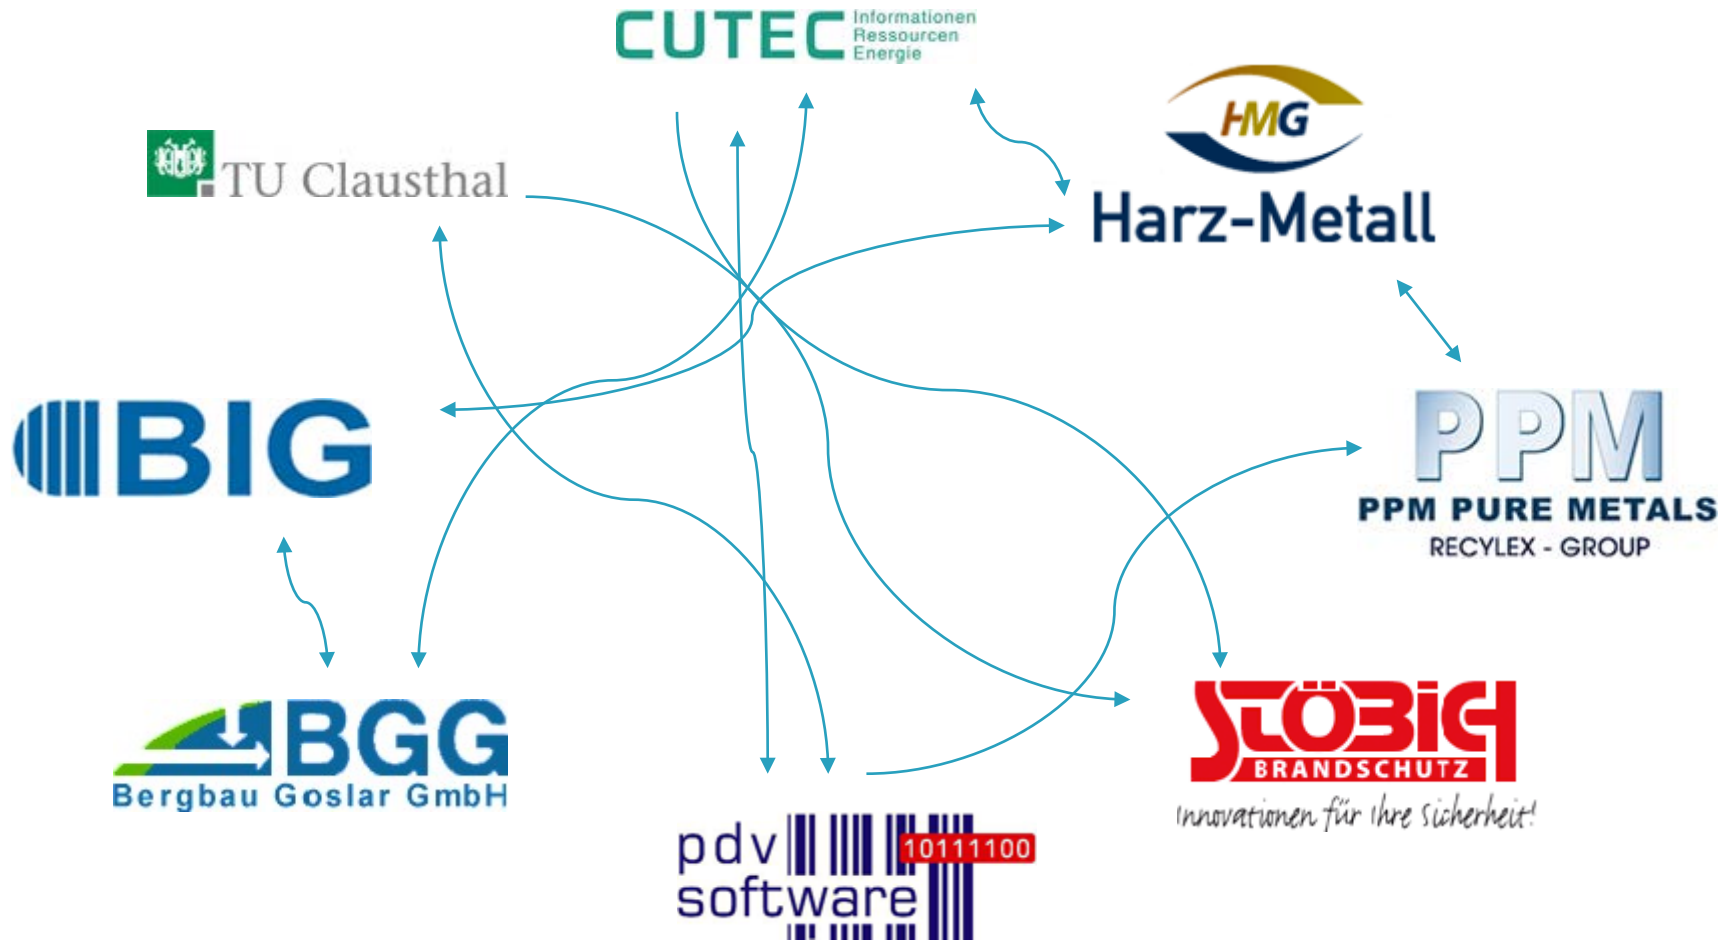 CUTEC
Informationen
Ressourcen
Energie
HMG
Harz-Metall
TU Clausthal
BIG
PPM
PPM PURE METALS
RECYLEX - GROUP
BGG
Bergbau Goslar GmbH
STÖBiCH
BRANDSCHUTZ
Innovationen für Ihre Sicherheit!
pdv
10111100
software